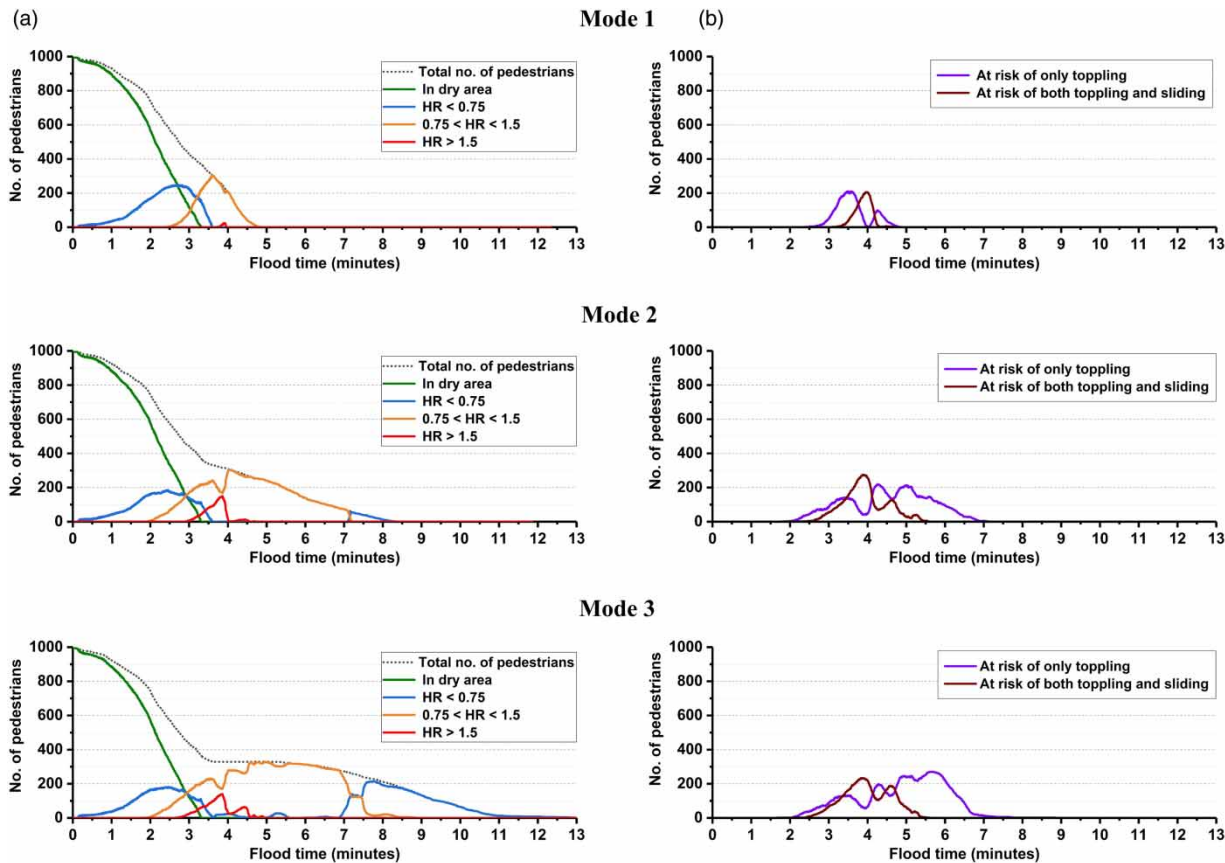 (a)
Mode 1
(b)
No. of pedestrians
1000
800
600
400
200
0
Total no. of pedestrians
In dry area
HR < 0.75
0.75 < HR < 1.5
HR > 1.5
0 1 2 3 4 5 6 7 8 9 10 11 12 13
Flood time (minutes)
No. of pedestrians
1000
800
600
400
200
0
At risk of only toppling
At risk of both toppling and sliding
0 1 2 3 4 5 6 7 8 9 10 11 12 13
Flood time (minutes)
Mode 2
No. of pedestrians
1000
800
600
400
200
0
Total no. of pedestrians
In dry area
HR < 0.75
0.75 < HR < 1.5
HR > 1.5
0 1 2 3 4 5 6 7 8 9 10 11 12 13
Flood time (minutes)
No. of pedestrians
1000
800
600
400
200
0
At risk of only toppling
At risk of both toppling and sliding
0 1 2 3 4 5 6 7 8 9 10 11 12 13
Flood time (minutes)
Mode 3
No. of pedestrians
1000
800
600
400
200
0
Total no. of pedestrians
In dry area
HR < 0.75
0.75 < HR < 1.5
HR > 1.5
0 1 2 3 4 5 6 7 8 9 10 11 12 13
Flood time (minutes)
No. of pedestrians
1000
800
600
400
200
0
At risk of only toppling
At risk of both toppling and sliding
0 1 2 3 4 5 6 7 8 9 10 11 12 13
Flood time (minutes)